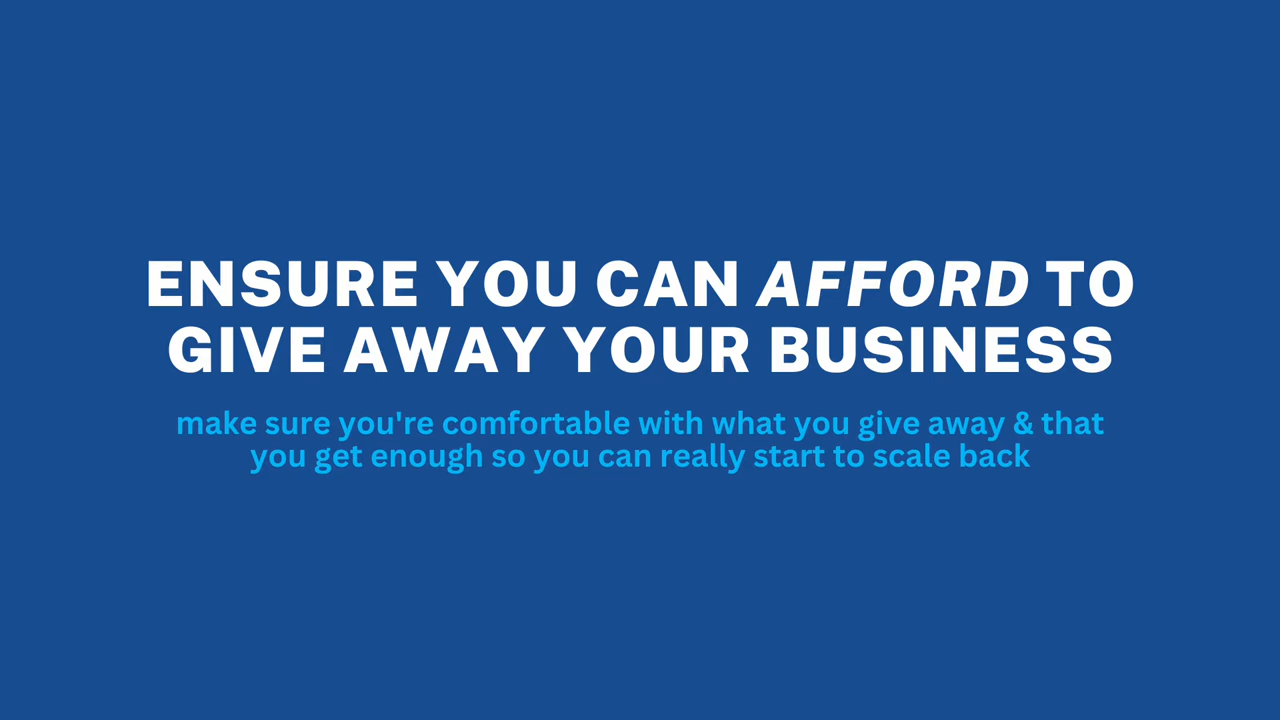 ENSURE YOU CAN AFFORD TO
GIVE AWAY YOUR BUSINESS
make sure you're comfortable with what you give away & that
you get enough so you can really start to scale back